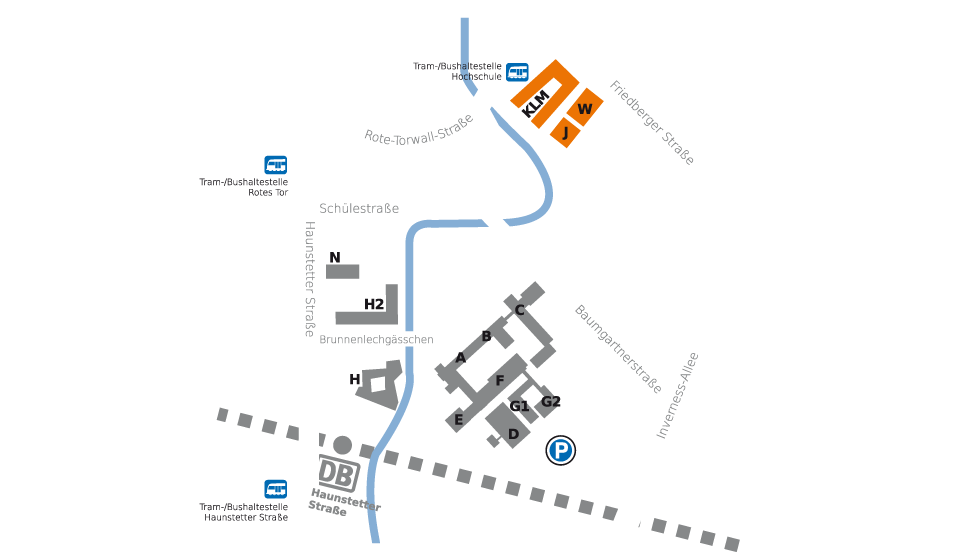 Tram-/Bushaltestelle
Hochschule
KLM
W
J
Friedberger Straße
Rote-Torwall-Straße
Tram-/Bushaltestelle
Rotes Tor
Schülestraße
Haunstetter Straße
N
H2
Brunnenlechgässchen
H
C
B
A
F
G1
G2
E
D
Baumgartnerstraße
Inverness-Allee
P
DB
Haunstetter
Straße
Tram-/Bushaltestelle
Haunstetter Straße